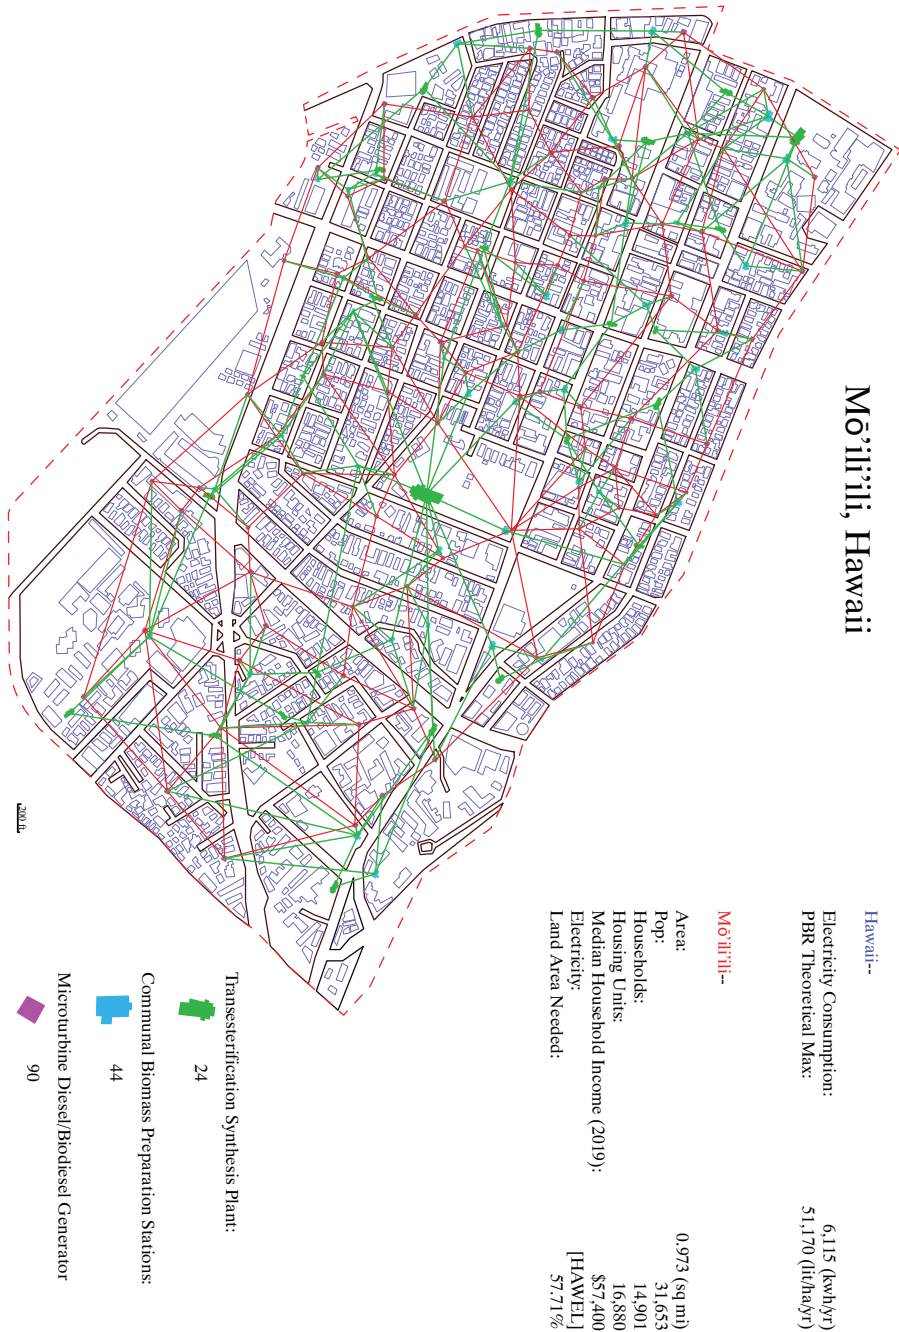 Mō'ili'ili, Hawaii
Hawaii--
Electricity Consumption: 6,115 (kwh/yr)
PBR Theoretical Max: 51,170 (lit/ha/yr)
Mō'ili'ili--
Area: 0.973 (sq mi)
Pop: 31,653
Households: 14,901
Housing Units: 16,880
Median Household Income (2019): $57,400
Electricity: [HAWEL]
Land Area Needed: 57.71%
Transesterification Synthesis Plant:
24
Communal Biomass Preparation Stations:
44
Microturbine Diesel/Biodiesel Generator
90
200 ft